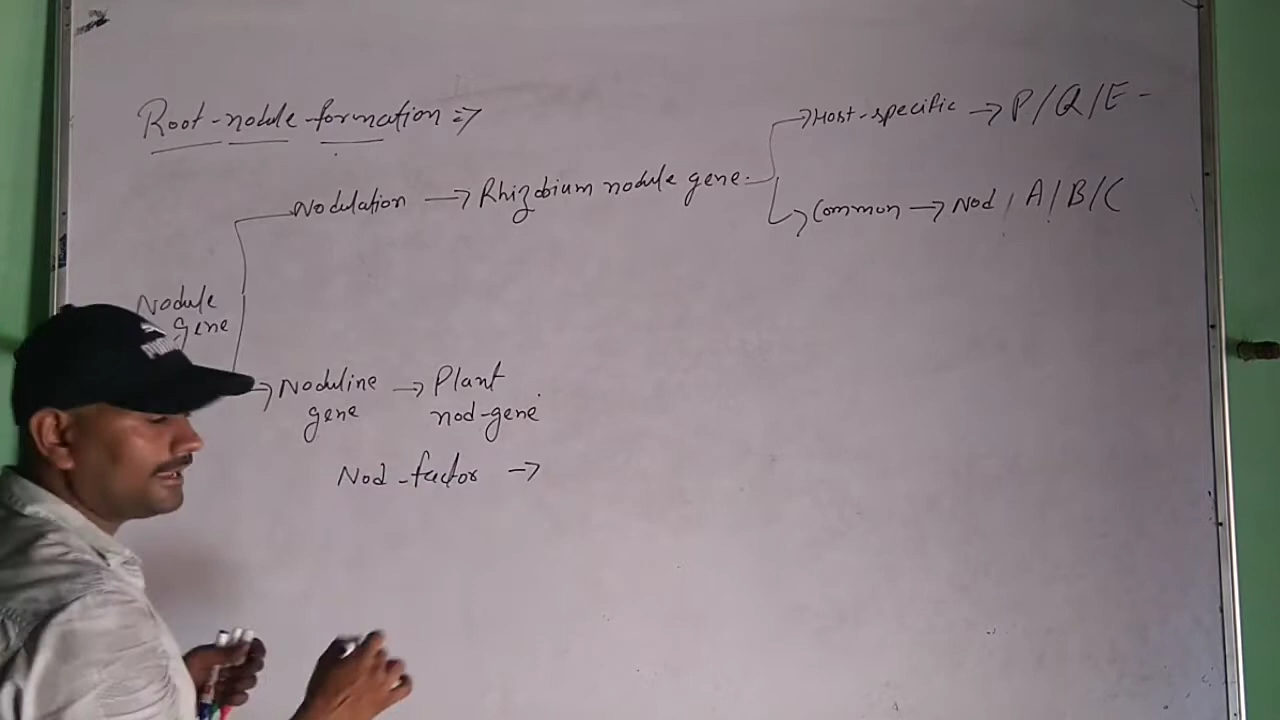 Root-nodule formation =>
Host-specific → P/Q/E -
Nodulation → Rhizobium nodule gene.
Common → Nod / A/B/C
Nodule
gene
Noduline → Plant
gene nod-gene
Nod-factor →